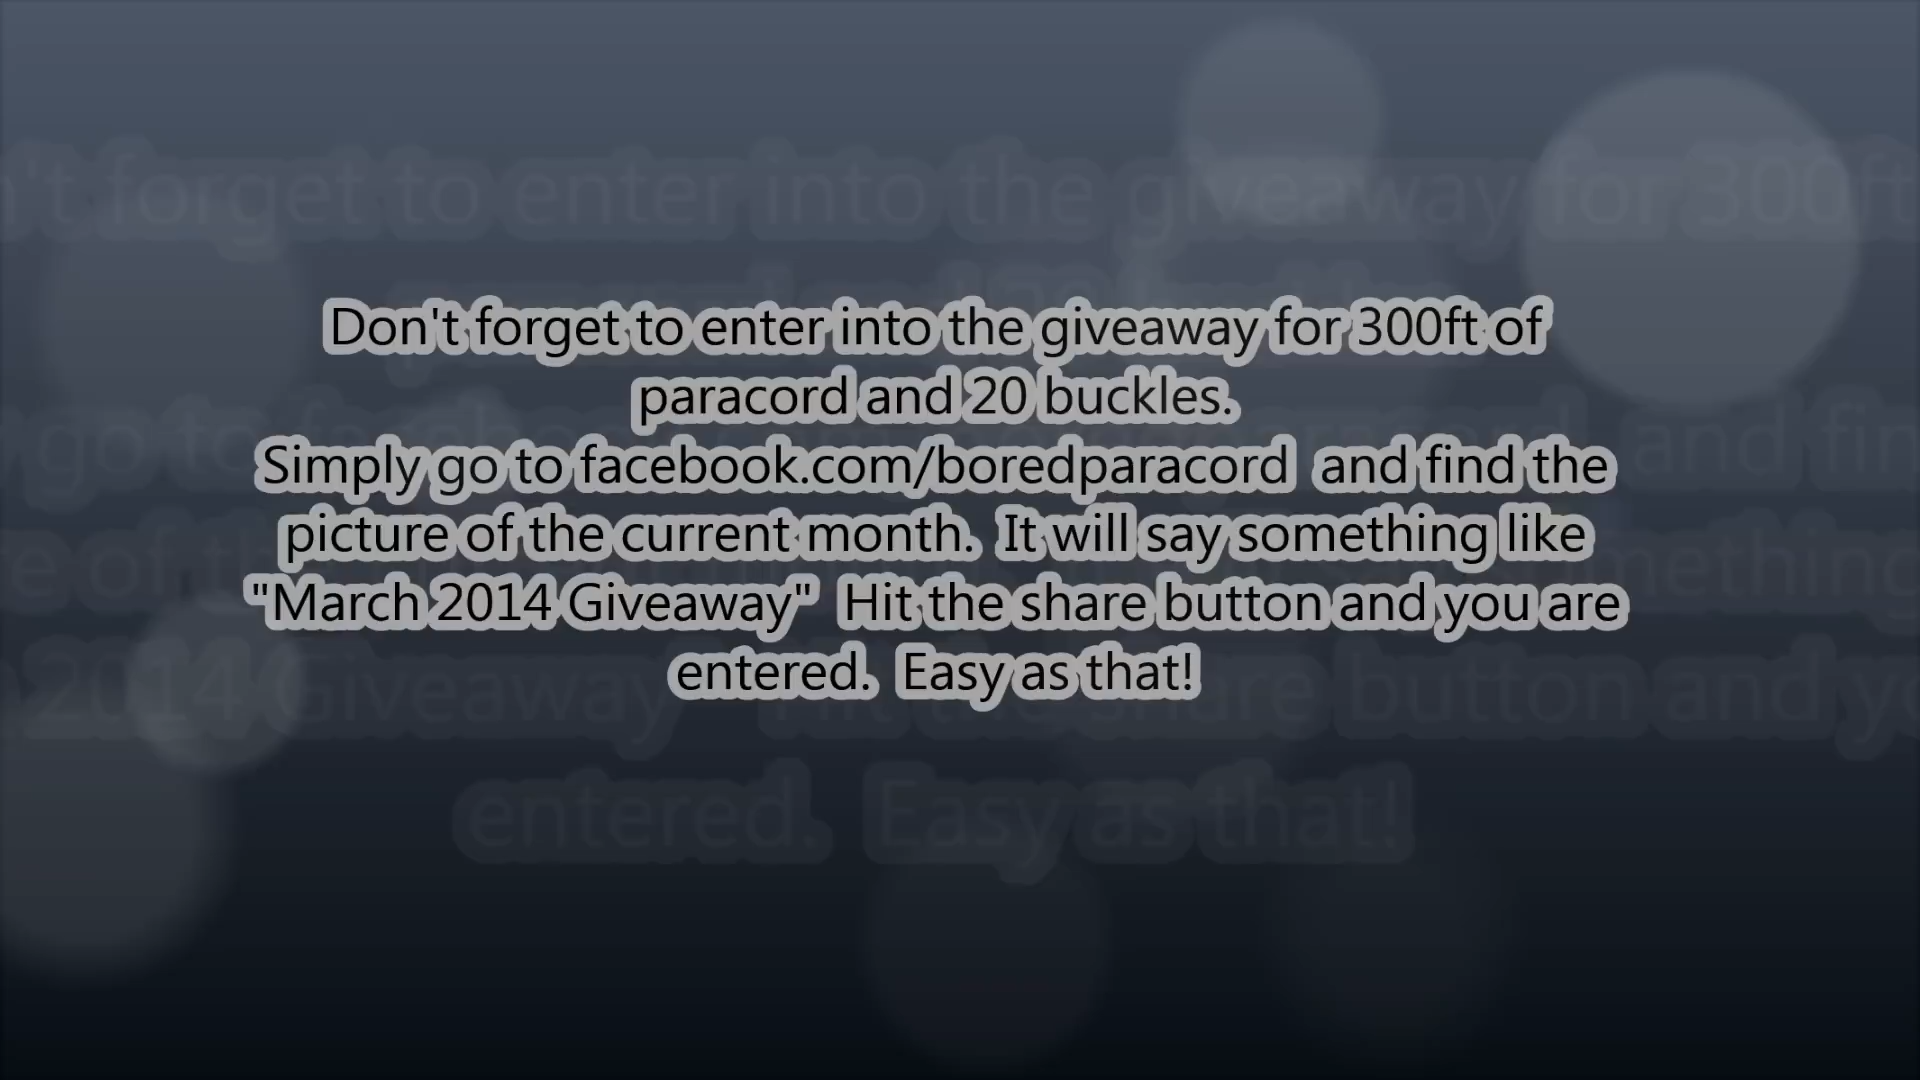 Don't forget to enter into the giveaway for 300ft of
paracord and 20 buckles.
Simply go to facebook.com/boredparacord  and find the
picture of the current month.  It will say something like
"March 2014 Giveaway"  Hit the share button and you are
entered.  Easy as that!